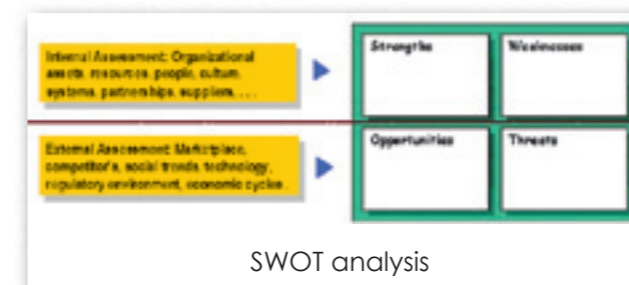 Internal Assessment: Organizational
assets, resources, people, culture,
systems, partnerships, suppliers, . . .
Strengths
Weaknesses
External Assessment: Marketplace,
competitor's, social trends, technology,
regulatory environment, economic cycles .
Opportunities
Threats
SWOT analysis